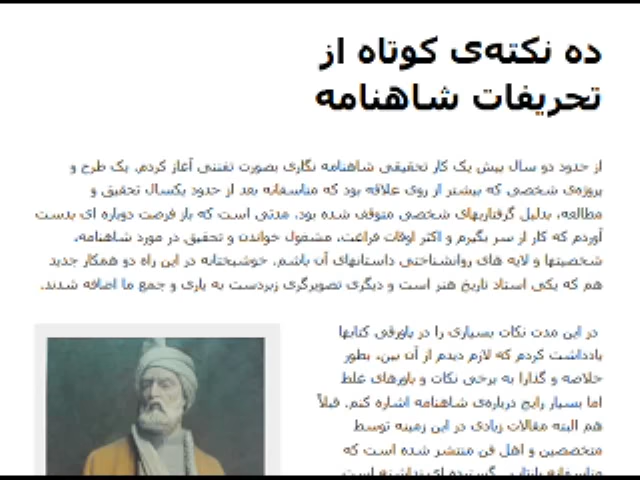 ده نکته‌ی کوتاه از
تحریفات شاهنامه
از حدود دو سال پیش یک کار تحقیقی شاهنامه نگاری بصورت تفننی آغاز کردم. یک طرح و
پروژه‌ی شخصی که بیشتر از روی علاقه بود که متاسفانه بعد از حدود یکسال تحقیق و
مطالعه، بدلیل گرفتاریهای شخصی متوقف شده بود. مدتی است که باز فرصت دوباره ای بدست
آوردم که کار از سر بگیرم و اکثر اوقات فراغت، مشغول خواندن و تحقیق در مورد شاهنامه،
شخصیتها و لایه های روانشناختی داستانهای آن باشم. خوشبختانه در این راه دو همکار جدید
هم که یکی استاد تاریخ هنر است و دیگری تصویرگری زبردست به یاری و جمع ما اضافه شدند.
در این مدت نکات بسیاری را در پاورقی کتابها
یادداشت کردم که لازم دیدم از آن بین، بطور
خلاصه و گذارا به برخی نکات و باورهای غلط
اما بسیار رایج درباره‌ی شاهنامه اشاره کنم. قبلاً
هم البته مقالات زیادی در این زمینه توسط
متخصصین و اهل فن منتشر شده است که
متاسفانه بازتاب گسترده ای نداشته است